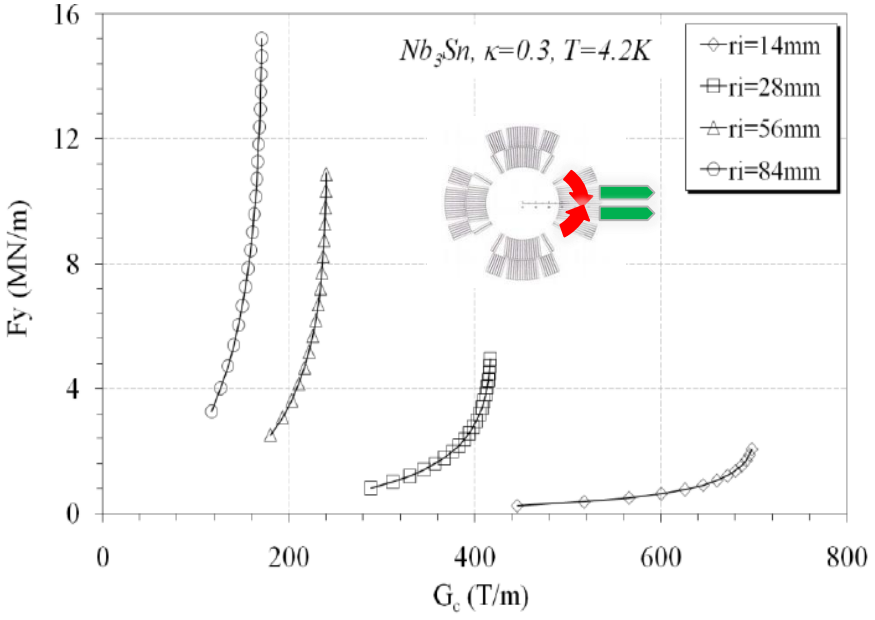 16
12
8
4
0
Fy (MN/m)
Nb₃Sn, κ=0.3, T=4.2K
ri=14mm
ri=28mm
ri=56mm
ri=84mm
0 200 400 600 800
G_c (T/m)